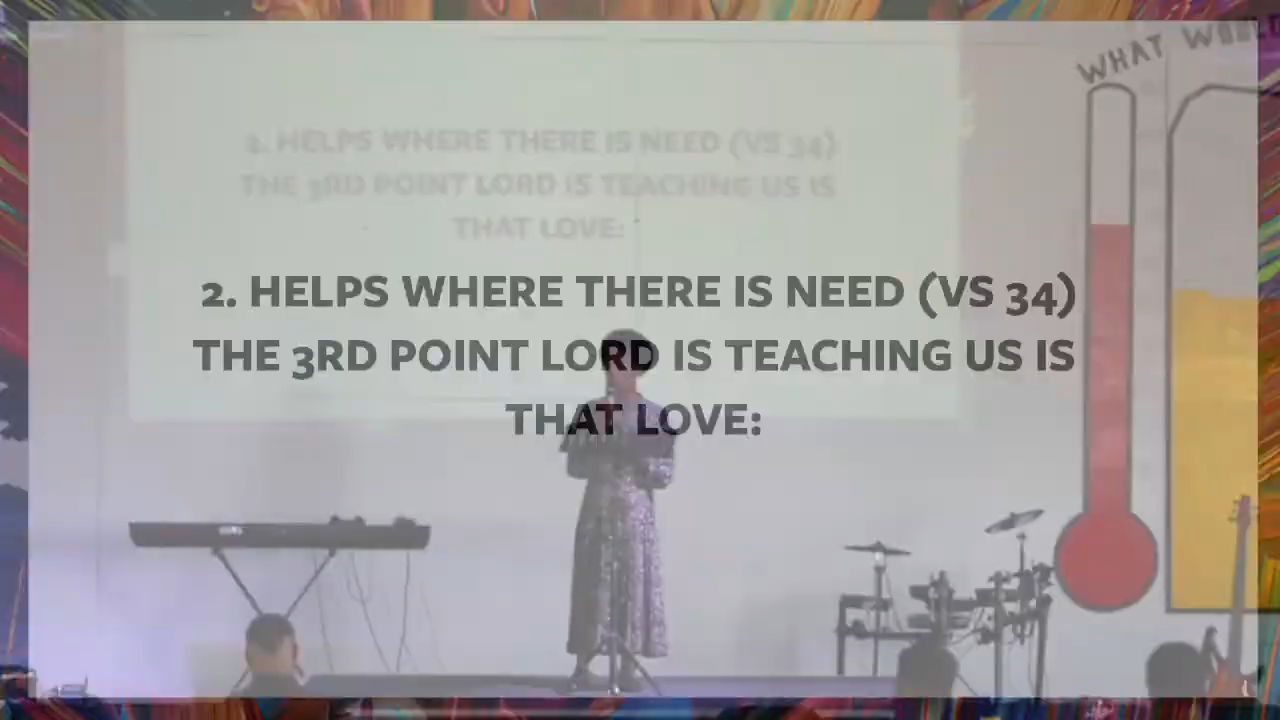 WHAT
2. HELPS WHERE THERE IS NEED (VS 34)
THE 3RD POINT LORD IS TEACHING US IS
THAT LOVE:
2. HELPS WHERE THERE IS NEED (VS 34)
THE 3RD POINT LORD IS TEACHING US IS
THAT LOVE: